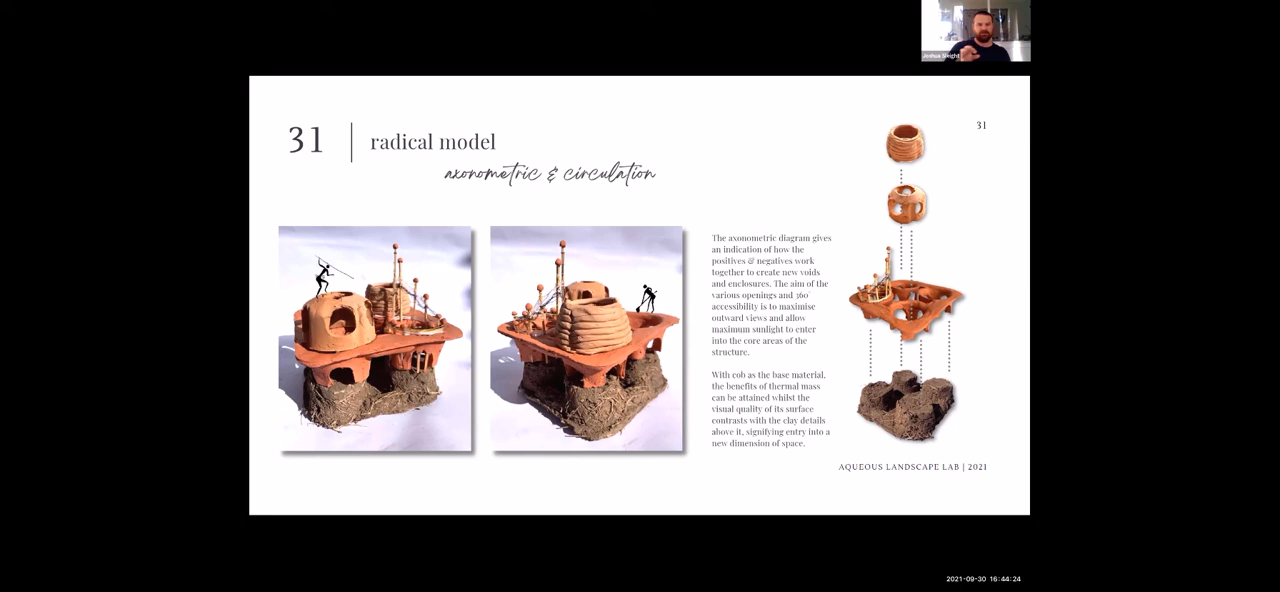 Joshua Sleight
31
radical model
axonometric & circulation
31
The axonometric diagram gives
an indication of how the
positives & negatives work
together to create new voids
and enclosures. The aim of the
various openings and 360°
accessibility is to maximise
outward views and allow
maximum sunlight to enter
into the core areas of the
structure.
With cob as the base material,
the benefits of thermal mass
can be attained whilst the
visual quality of its surface
contrasts with the clay details
above it, signifying entry into a
new dimension of space.
AQUEOUS LANDSCAPE LAB | 2021
2021-09-30 16:44:24